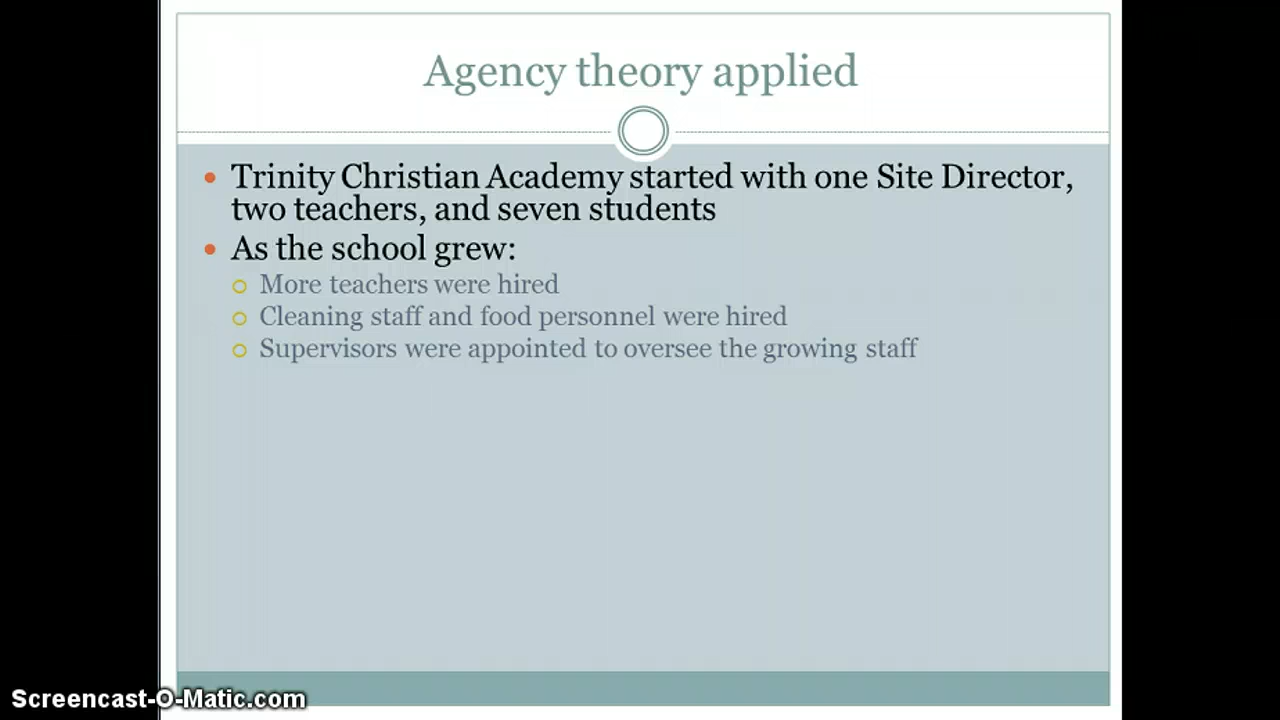 Agency theory applied
Trinity Christian Academy started with one Site Director,
two teachers, and seven students
As the school grew:
More teachers were hired
Cleaning staff and food personnel were hired
Supervisors were appointed to oversee the growing staff
Screencast-O-Matic.com